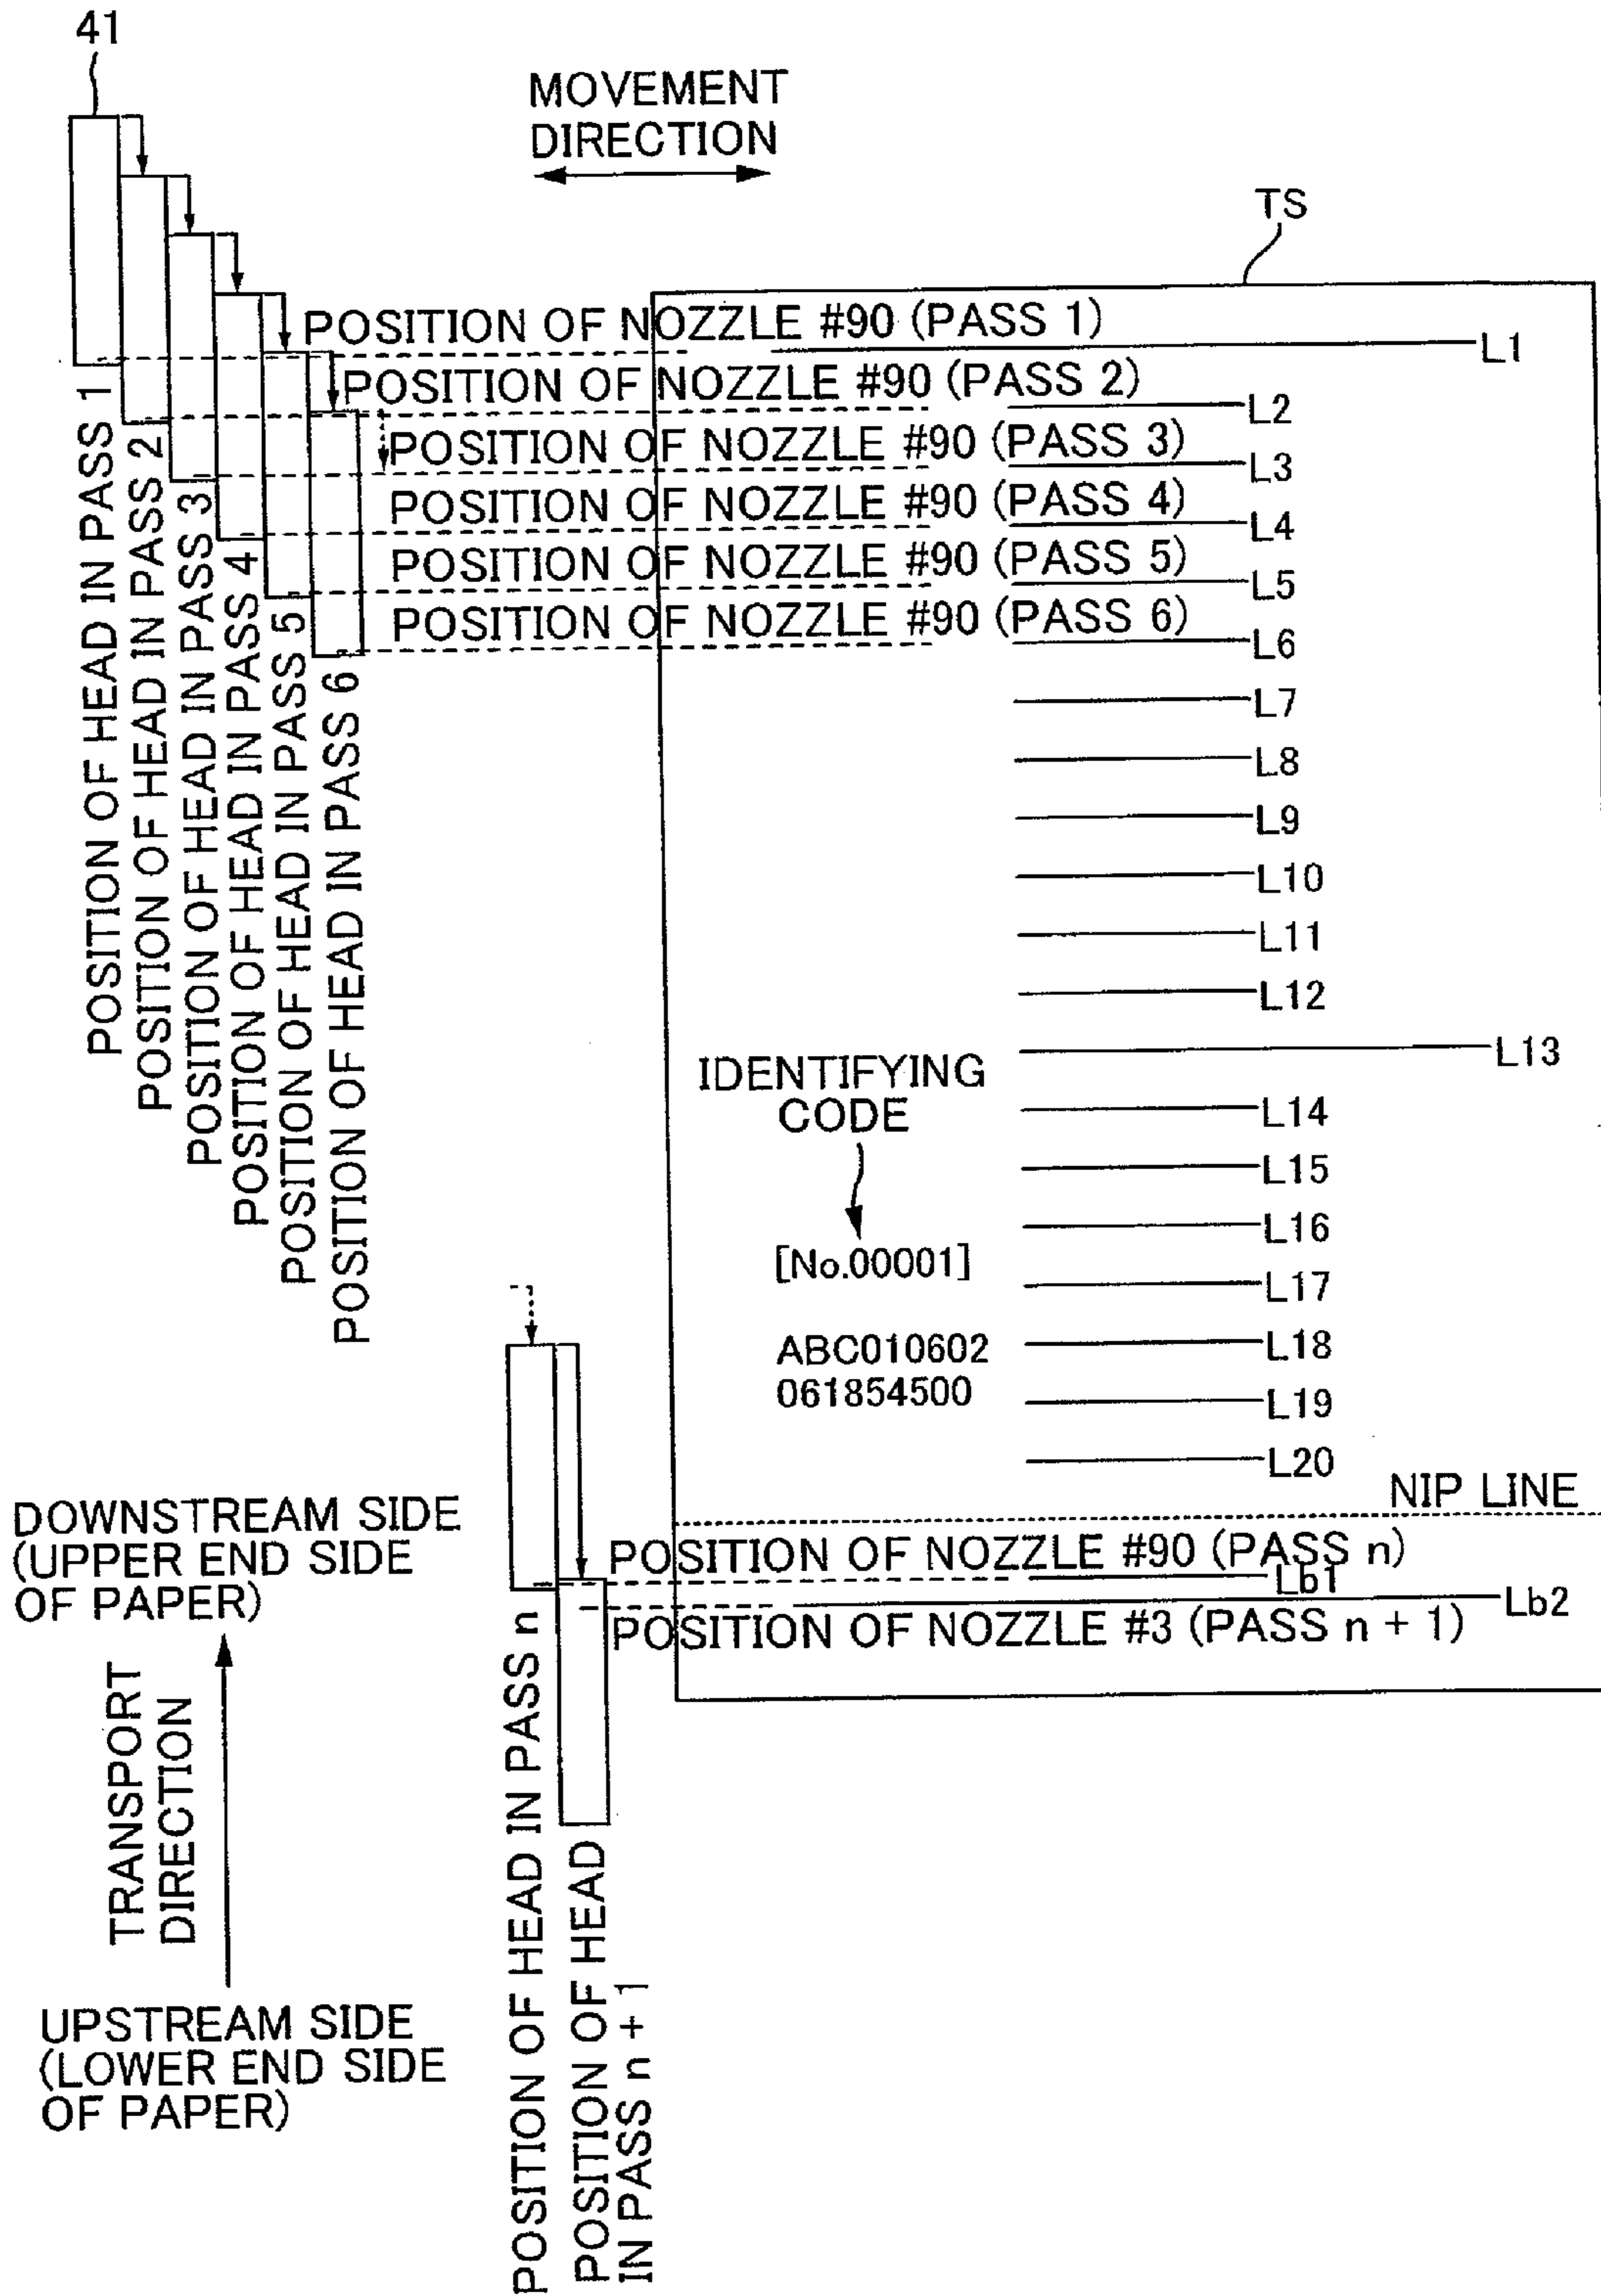 41
MOVEMENT
DIRECTION
TS
POSITION OF NOZZLE #90 (PASS 1)
L1
POSITION OF NOZZLE #90 (PASS 2)
L2
POSITION OF NOZZLE #90 (PASS 3)
L3
POSITION OF NOZZLE #90 (PASS 4)
L4
POSITION OF NOZZLE #90 (PASS 5)
L5
POSITION OF NOZZLE #90 (PASS 6)
L6
POSITION OF HEAD IN PASS 1
POSITION OF HEAD IN PASS 2
POSITION OF HEAD IN PASS 3
POSITION OF HEAD IN PASS 4
POSITION OF HEAD IN PASS 5
POSITION OF HEAD IN PASS 6
L7
L8
L9
L10
L11
L12
L13
IDENTIFYING
CODE
L14
L15
L16
[No.00001]
L17
ABC010602
L18
061854500
L19
L20
NIP LINE
DOWNSTREAM SIDE
(UPPER END SIDE
OF PAPER)
POSITION OF NOZZLE #90 (PASS n)
Lb1
Lb2
POSITION OF NOZZLE #3 (PASS n + 1)
TRANSPORT
DIRECTION
POSITION OF HEAD IN PASS n
POSITION OF HEAD
IN PASS n + 1
UPSTREAM SIDE
(LOWER END SIDE
OF PAPER)